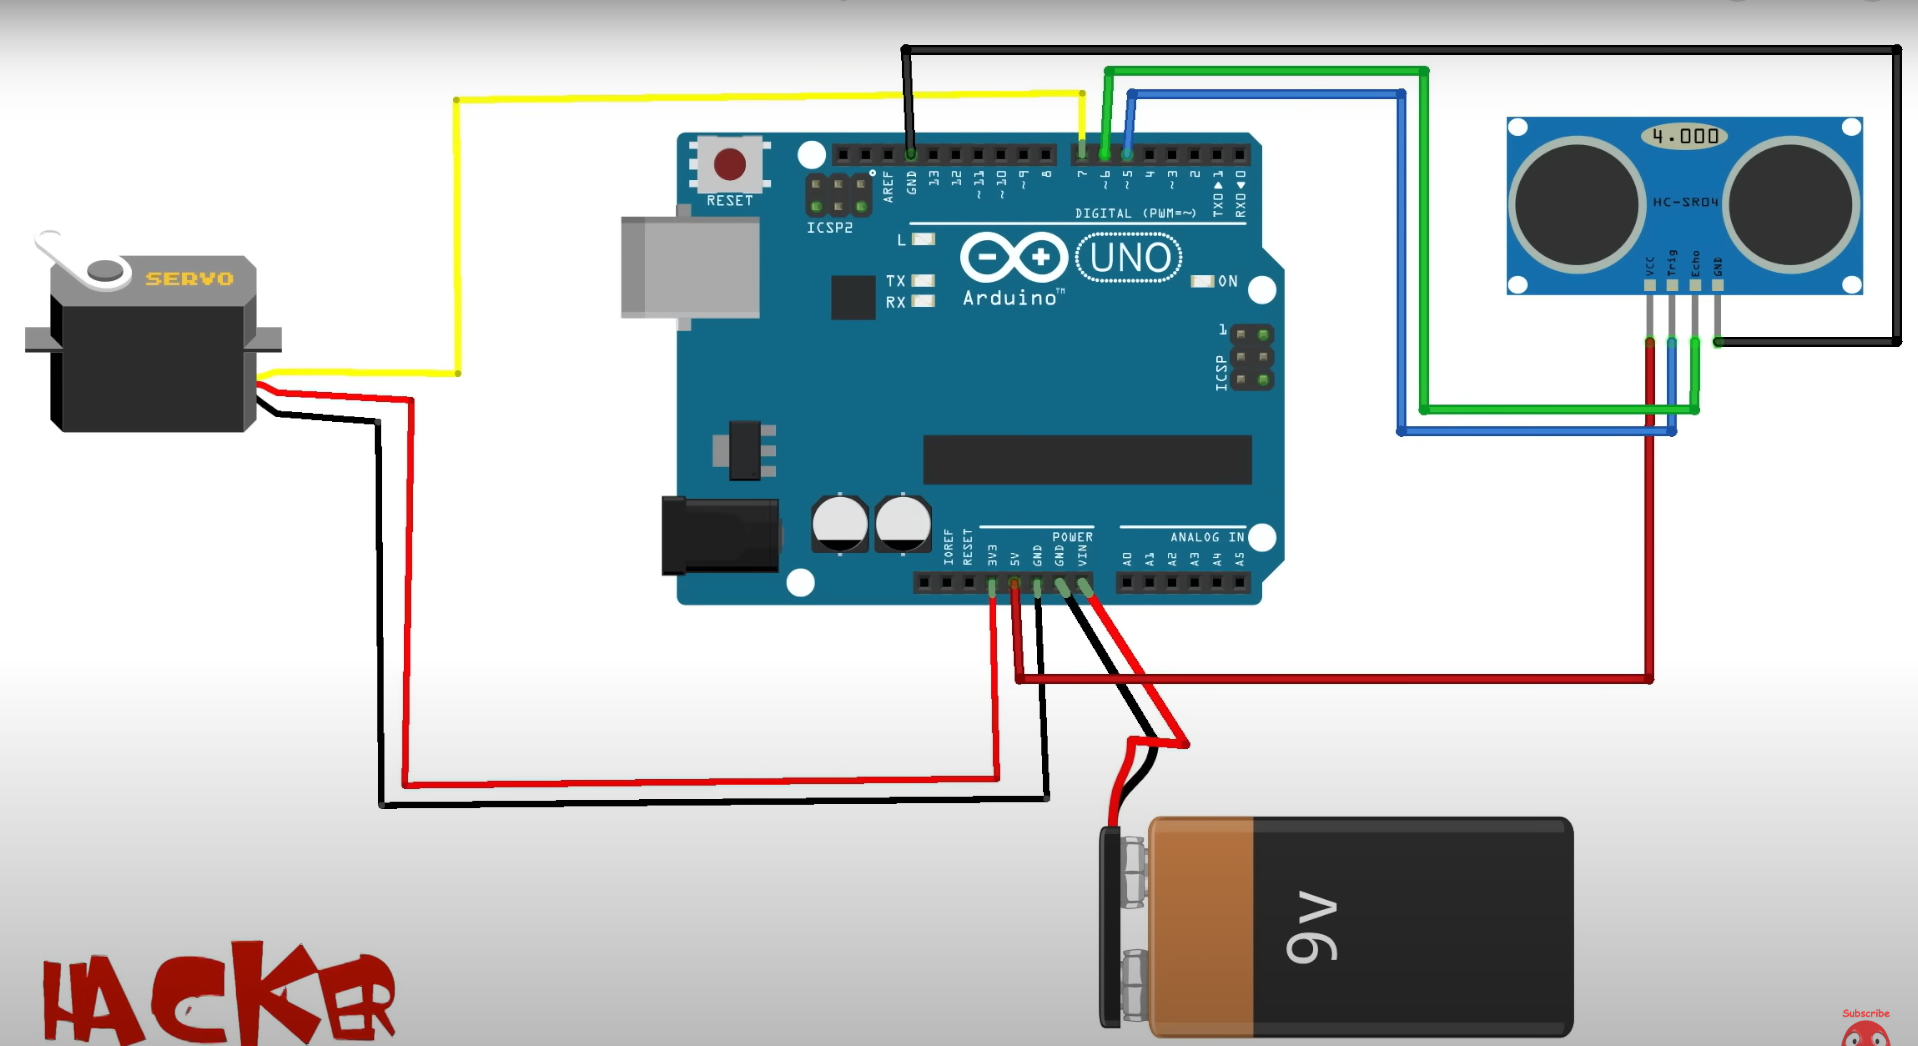 4.000
HC-SR04
VCC
Trig
Echo
GND
RESET
ICSP2
AREF
GND
13
12
~11
~10
~9
8
7
~6
~5
4
~3
2
TX0▶1
RX0◀0
DIGITAL (PWM=~)
L
TX
RX
UNO
Arduino™
ON
1
ICSP
SERVO
IOREF
RESET
3V3
5V
GND
GND
VIN
POWER
ANALOG IN
A0
A1
A2
A3
A4
A5
9v
HACKER
Subscribe